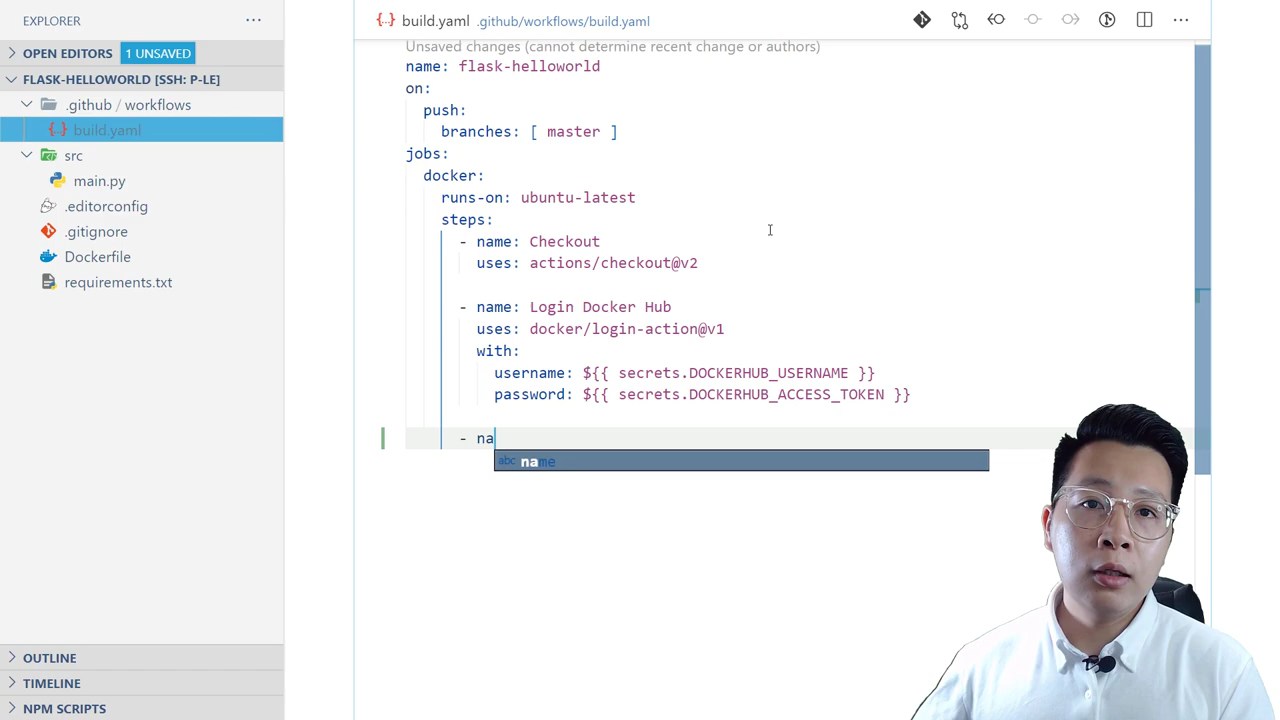 EXPLORER
OPEN EDITORS 1 UNSAVED
FLASK-HELLOWORLD [SSH: P-LE]
.github / workflows
build.yaml
src
main.py
.editorconfig
.gitignore
Dockerfile
requirements.txt
OUTLINE
TIMELINE
NPM SCRIPTS
build.yaml .github/workflows/build.yaml
Unsaved changes (cannot determine recent change or authors)
name: flask-helloworld
on:
push:
branches: [ master ]
jobs:
docker:
runs-on: ubuntu-latest
steps:
- name: Checkout
uses: actions/checkout@v2
- name: Login Docker Hub
uses: docker/login-action@v1
with:
username: ${{ secrets.DOCKERHUB_USERNAME }}
password: ${{ secrets.DOCKERHUB_ACCESS_TOKEN }}
- na
abc name